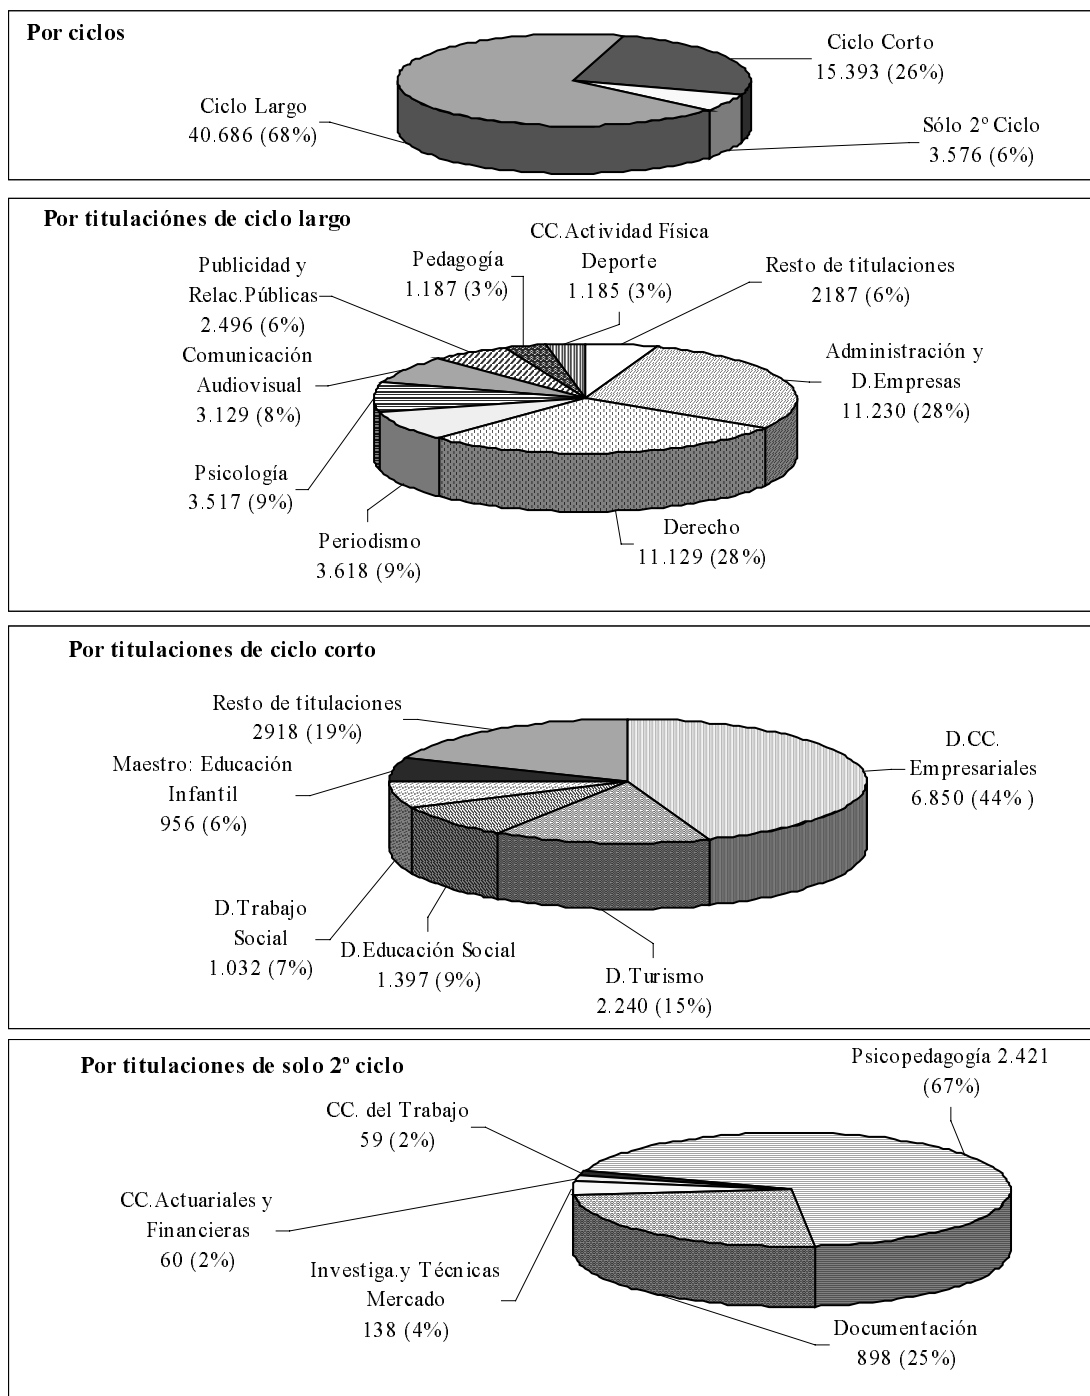 Por ciclos
Ciclo Corto
15.393 (26%)
Ciclo Largo
40.686 (68%)
Sólo 2º Ciclo
3.576 (6%)
Por titulaciónes de ciclo largo
CC.Actividad Física
Deporte
1.185 (3%)
Pedagogía
1.187 (3%)
Resto de titulaciones
2187 (6%)
Publicidad y
Relac.Públicas
2.496 (6%)
Comunicación
Audiovisual
3.129 (8%)
Administración y
D.Empresas
11.230 (28%)
Psicología
3.517 (9%)
Periodismo
3.618 (9%)
Derecho
11.129 (28%)
Por titulaciones de ciclo corto
Resto de titulaciones
2918 (19%)
D.CC.
Empresariales
6.850 (44% )
Maestro: Educación
Infantil
956 (6%)
D.Trabajo
Social
1.032 (7%)
D.Educación Social
1.397 (9%)
D.Turismo
2.240 (15%)
Por titulaciones de solo 2º ciclo
Psicopedagogía 2.421
(67%)
CC. del Trabajo
59 (2%)
CC.Actuariales y
Financieras
60 (2%)
Investiga.y Técnicas
Mercado
138 (4%)
Documentación
898 (25%)